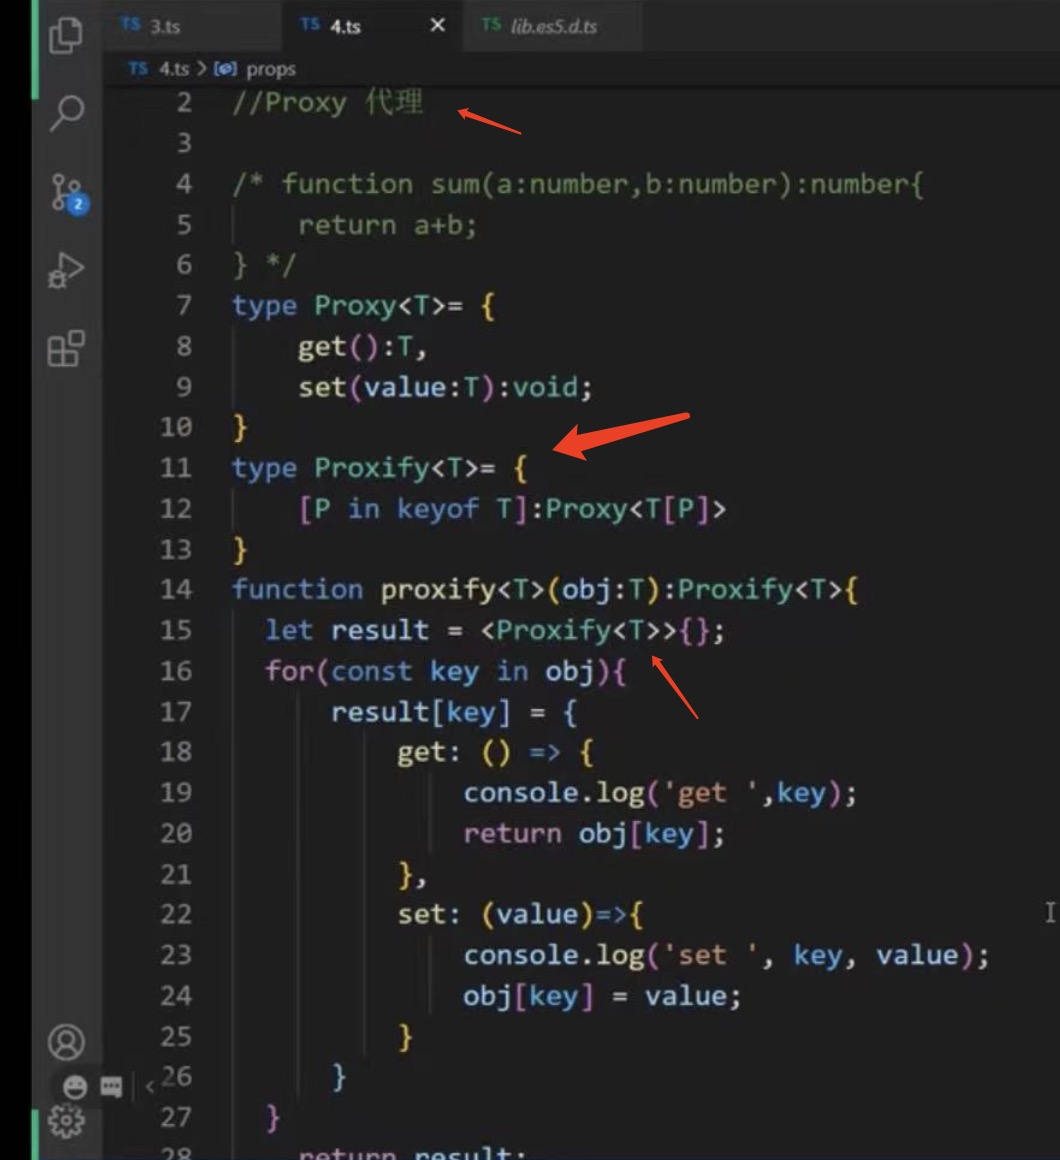 TS 3.ts TS 4.ts × TS lib.es5.d.ts
TS 4.ts > props
2 //Proxy 代理
3
4 /* function sum(a:number,b:number):number{
5 return a+b;
6 } */
7 type Proxy<T>= {
8 get():T,
9 set(value:T):void;
10 }
11 type Proxify<T>= {
12 [P in keyof T]:Proxy<T[P]>
13 }
14 function proxify<T>(obj:T):Proxify<T>{
15 let result = <Proxify<T>>{};
16 for(const key in obj){
17 result[key] = {
18 get: () => {
19 console.log('get ',key);
20 return obj[key];
21 },
22 set: (value)=>{
23 console.log('set ', key, value);
24 obj[key] = value;
25 }
26 }
27 }
28 return result;
2